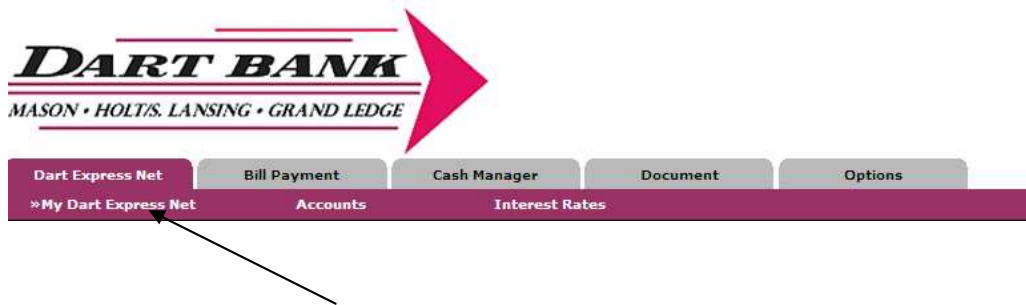 DART BANK
MASON • HOLT/S. LANSING • GRAND LEDGE
Dart Express Net Bill Payment Cash Manager Document Options
»My Dart Express Net Accounts Interest Rates